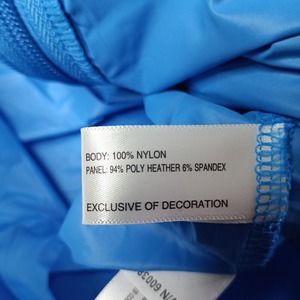 BODY: 100% NYLON
PANEL: 94% POLY HEATHER 6% SPANDEX
EXCLUSIVE OF DECORATION